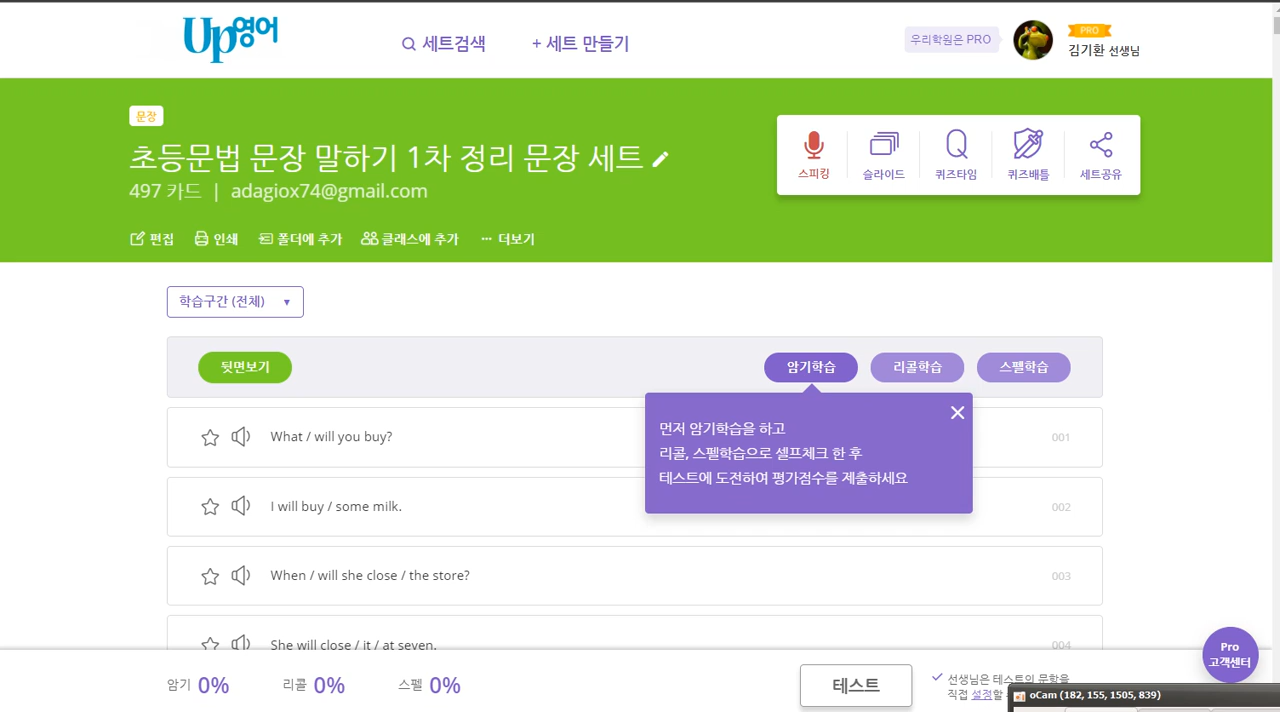 Up영어
세트검색
+ 세트 만들기
우리학원은 PRO
PRO
김기환 선생님
문장
초등문법 문장 말하기 1차 정리 문장 세트
497 카드 | adagiox74@gmail.com
스피킹
슬라이드
퀴즈타임
퀴즈배틀
세트공유
편집
인쇄
폴더에 추가
클래스에 추가
··· 더보기
학습구간 (전체) ▼
뒷면보기
암기학습
리콜학습
스펠학습
먼저 암기학습을 하고
리콜, 스펠학습으로 셀프체크 한 후
테스트에 도전하여 평가점수를 제출하세요
What / will you buy?
001
I will buy / some milk.
002
When / will she close / the store?
003
She will close / it / at seven.
004
Pro
고객센터
암기 0%
리콜 0%
스펠 0%
테스트
선생님은 테스트의 문항을
직접 설정할
oCam (182, 155, 1505, 839)